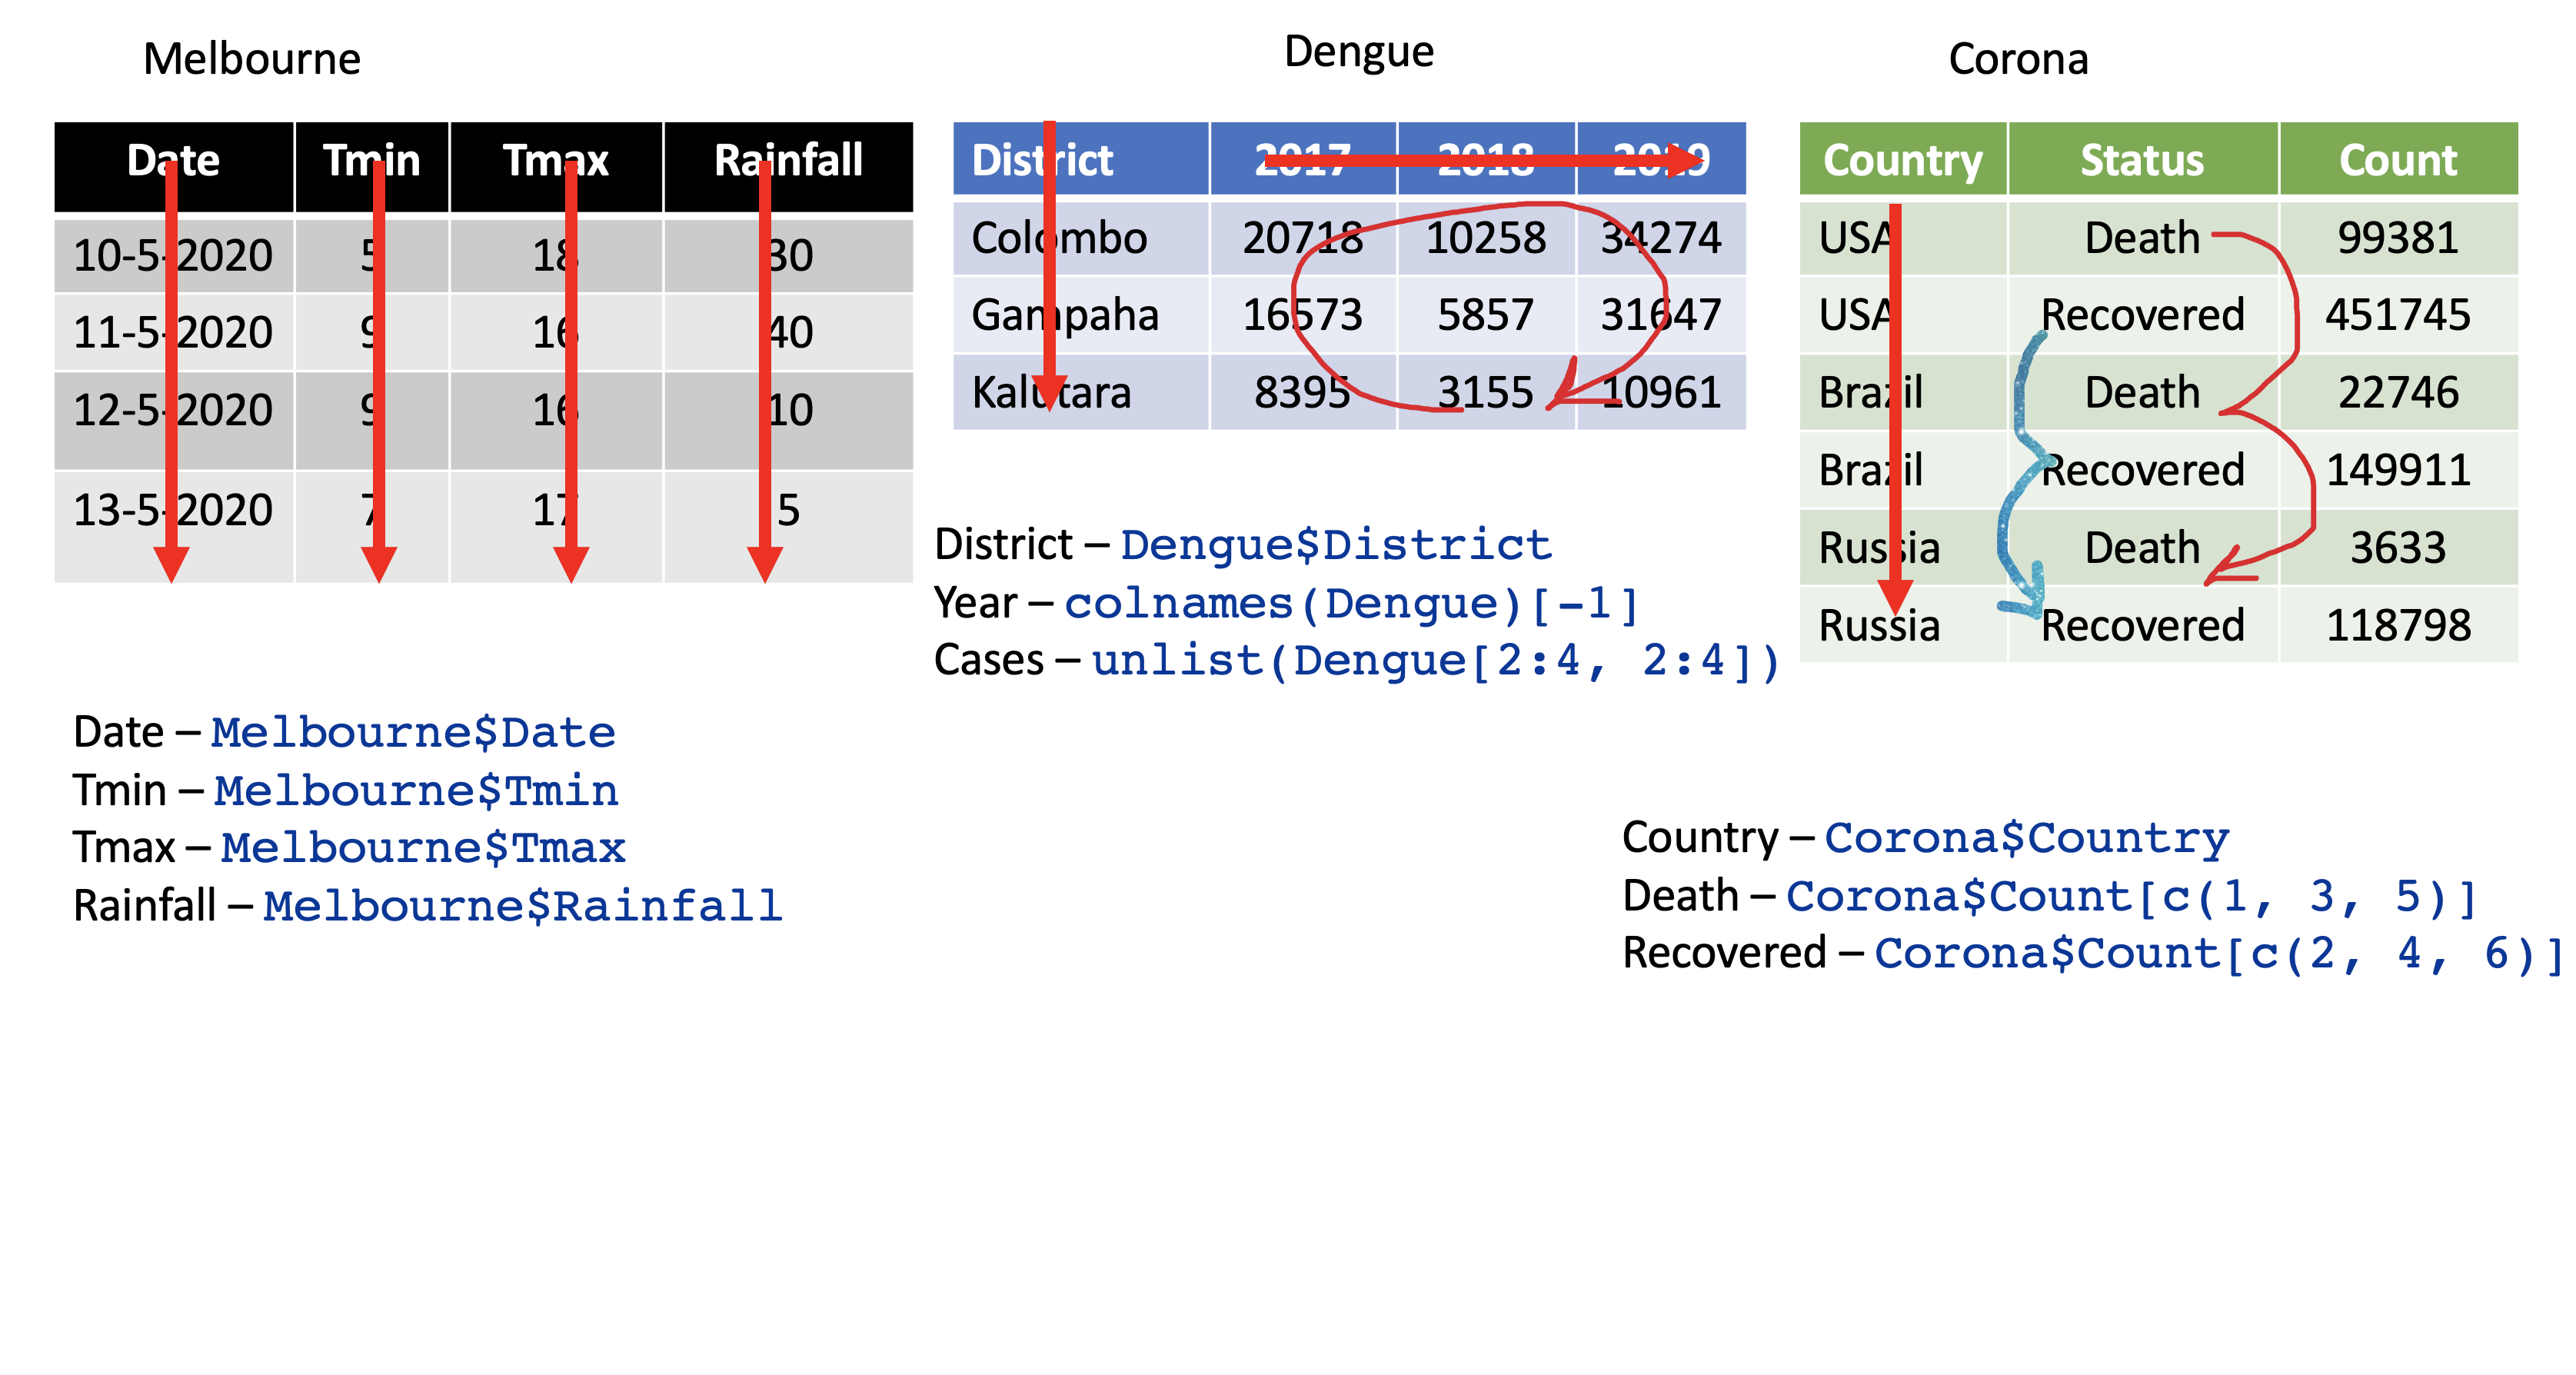 Melbourne
Date Tmin Tmax Rainfall
10-5-2020 5 18 30
11-5-2020 9 16 40
12-5-2020 9 16 10
13-5-2020 7 17 5
Date – Melbourne$Date
Tmin – Melbourne$Tmin
Tmax – Melbourne$Tmax
Rainfall – Melbourne$Rainfall
Dengue
District 2017 2018 2019
Colombo 20718 10258 34274
Gampaha 16573 5857 31647
Kalutara 8395 3155 10961
District – Dengue$District
Year – colnames(Dengue)[-1]
Cases – unlist(Dengue[2:4, 2:4])
Corona
Country Status Count
USA Death 99381
USA Recovered 451745
Brazil Death 22746
Brazil Recovered 149911
Russia Death 3633
Russia Recovered 118798
Country – Corona$Country
Death – Corona$Count[c(1, 3, 5)]
Recovered – Corona$Count[c(2, 4, 6)]